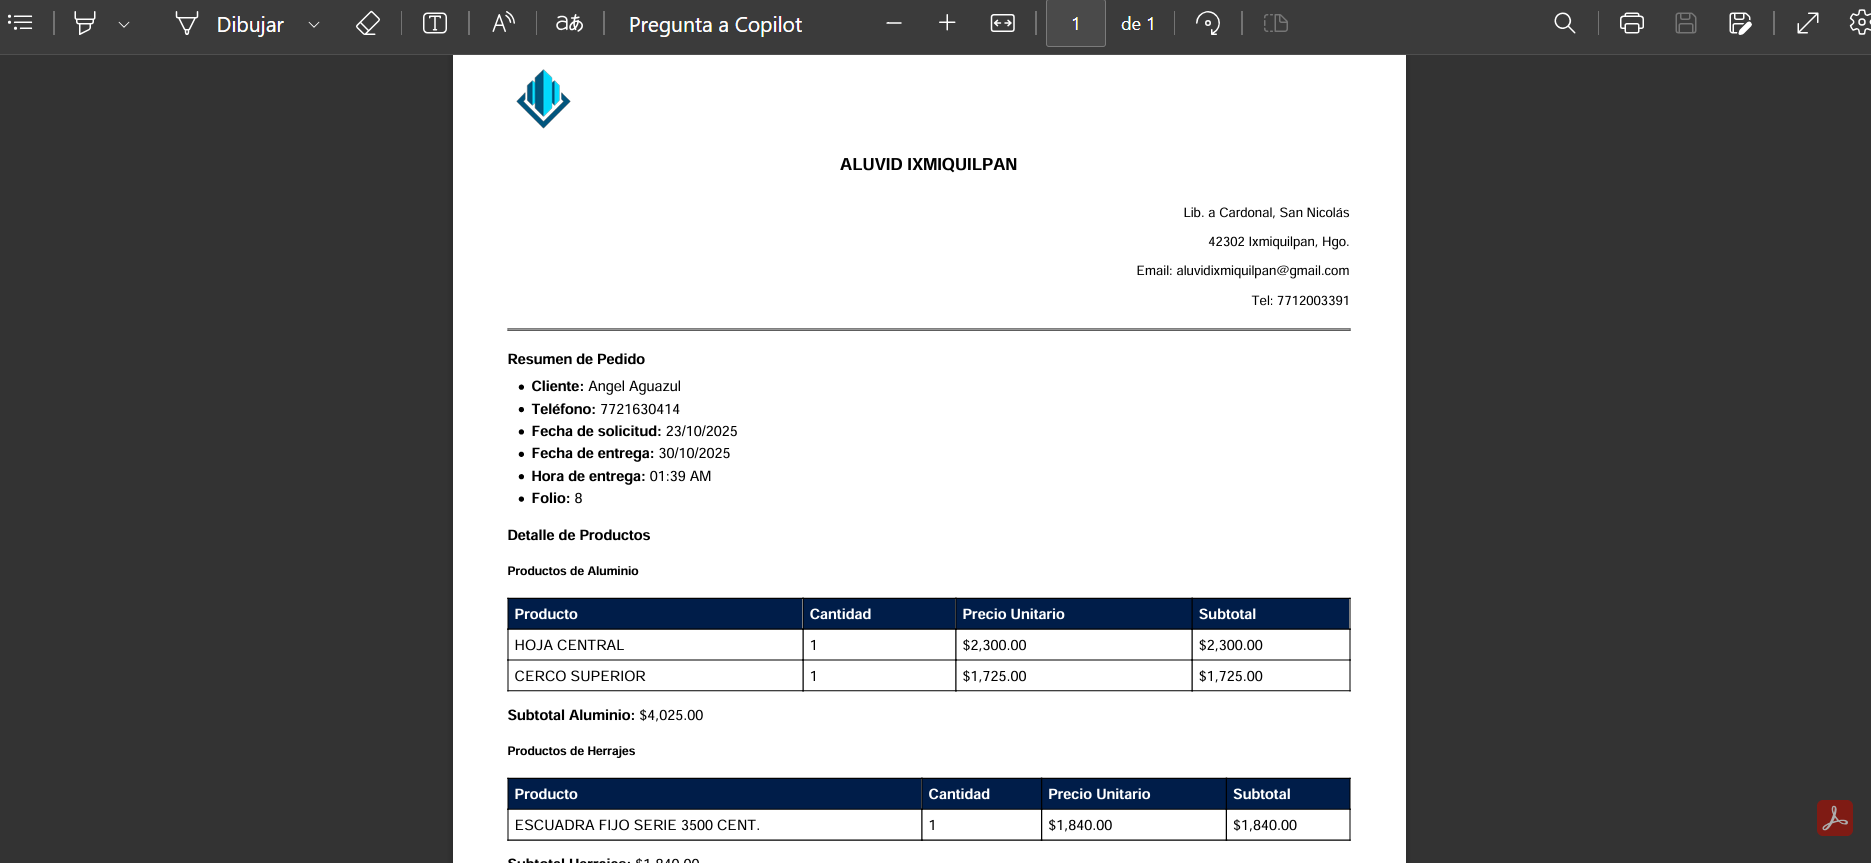 Dibujar
Pregunta a Copilot
1 de 1
ALUVID IXMIQUILPAN
Lib. a Cardonal, San Nicolás
42302 Ixmiquilpan, Hgo.
Email: aluvidixmiquilpan@gmail.com
Tel: 7712003391
Resumen de Pedido
• Cliente: Angel Aguazul
• Teléfono: 7721630414
• Fecha de solicitud: 23/10/2025
• Fecha de entrega: 30/10/2025
• Hora de entrega: 01:39 AM
• Folio: 8
Detalle de Productos
Productos de Aluminio
Producto Cantidad Precio Unitario Subtotal
HOJA CENTRAL 1 $2,300.00 $2,300.00
CERCO SUPERIOR 1 $1,725.00 $1,725.00
Subtotal Aluminio: $4,025.00
Productos de Herrajes
Producto Cantidad Precio Unitario Subtotal
ESCUADRA FIJO SERIE 3500 CENT. 1 $1,840.00 $1,840.00
Subtotal Herrajes: $1,840.00